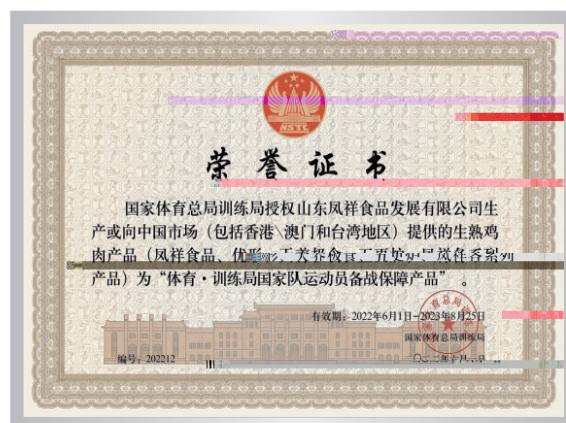 NSTC
荣誉证书
国家体育总局训练局授权山东凤祥食品发展有限公司生
产或向中国市场（包括香港\澳门和台湾地区）提供的生熟鸡
肉产品（凤祥食品、优形
产品）为“体育·训练局国家队运动员备战保障产品”。
有效期：2022年6月1日-2023年8月25日
国家体育总局训练局
编号：202212